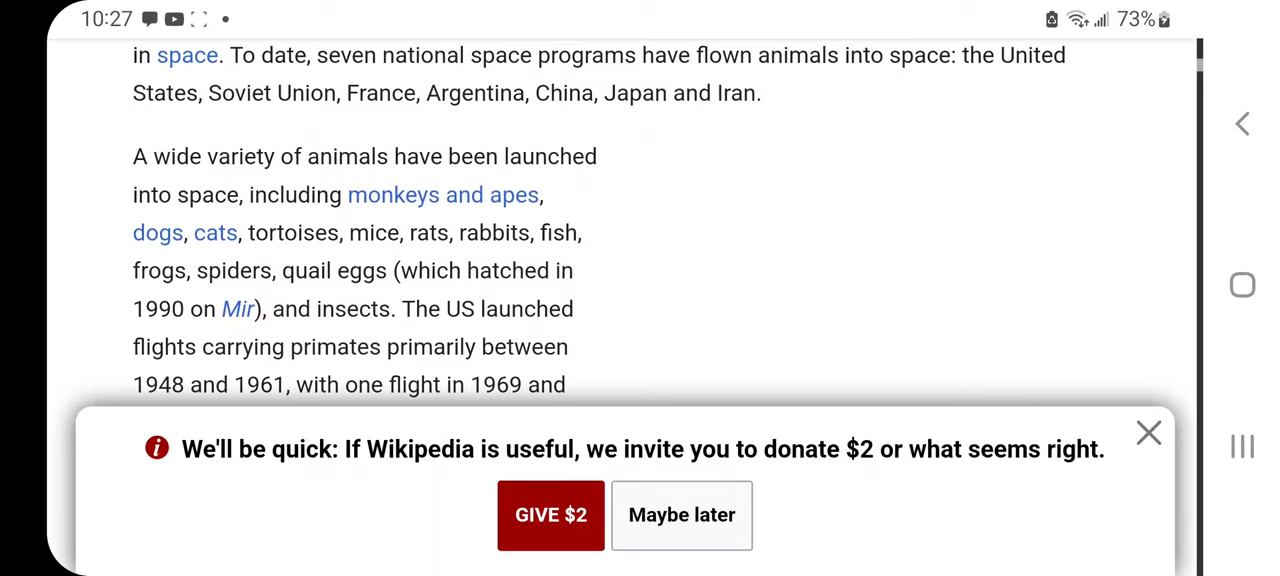 10:27
73%
in space. To date, seven national space programs have flown animals into space: the United
States, Soviet Union, France, Argentina, China, Japan and Iran.
A wide variety of animals have been launched
into space, including monkeys and apes,
dogs, cats, tortoises, mice, rats, rabbits, fish,
frogs, spiders, quail eggs (which hatched in
1990 on Mir), and insects. The US launched
flights carrying primates primarily between
1948 and 1961, with one flight in 1969 and
We'll be quick: If Wikipedia is useful, we invite you to donate $2 or what seems right.
GIVE $2
Maybe later